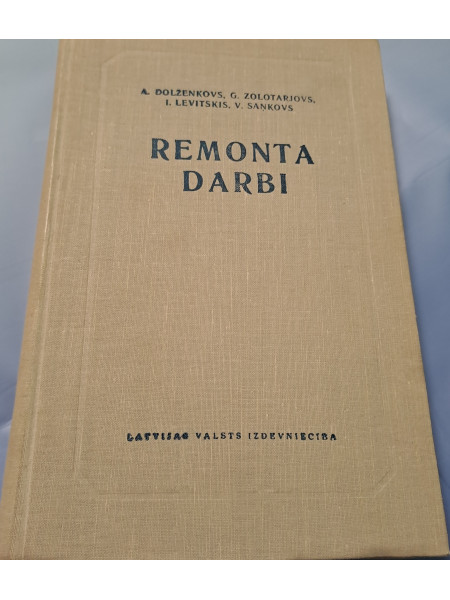 A. DOLŽENKOVS, G. ZOLOTARJOVS,
I. LEVITSKIS, V. SANKOVS
REMONTA
DARBI
LATVIJAS VALSTS IZDEVNIECĪBA